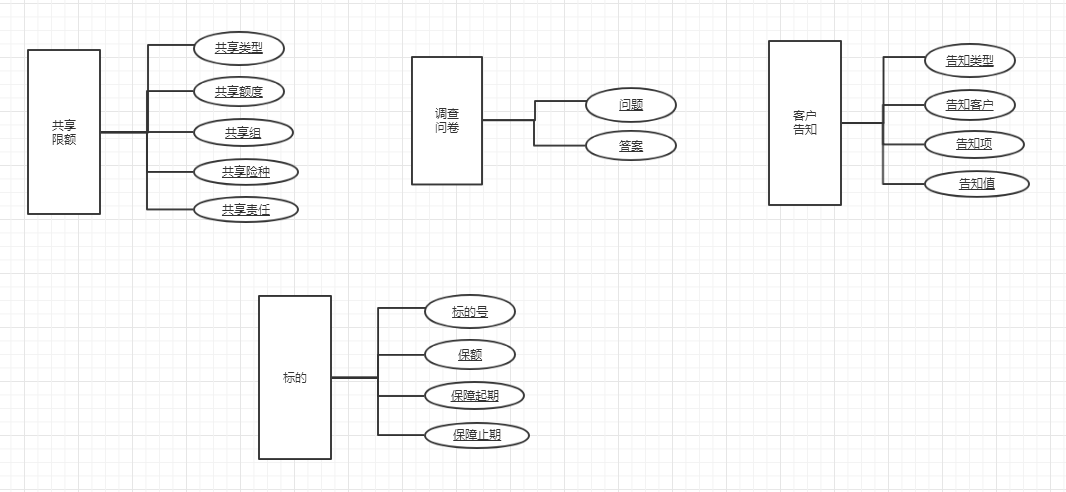 共享
限额
共享类型
共享额度
共享组
共享险种
共享责任
调查
问卷
问题
答案
客户
告知
告知类型
告知客户
告知项
告知值
标的
标的号
保额
保障起期
保障止期